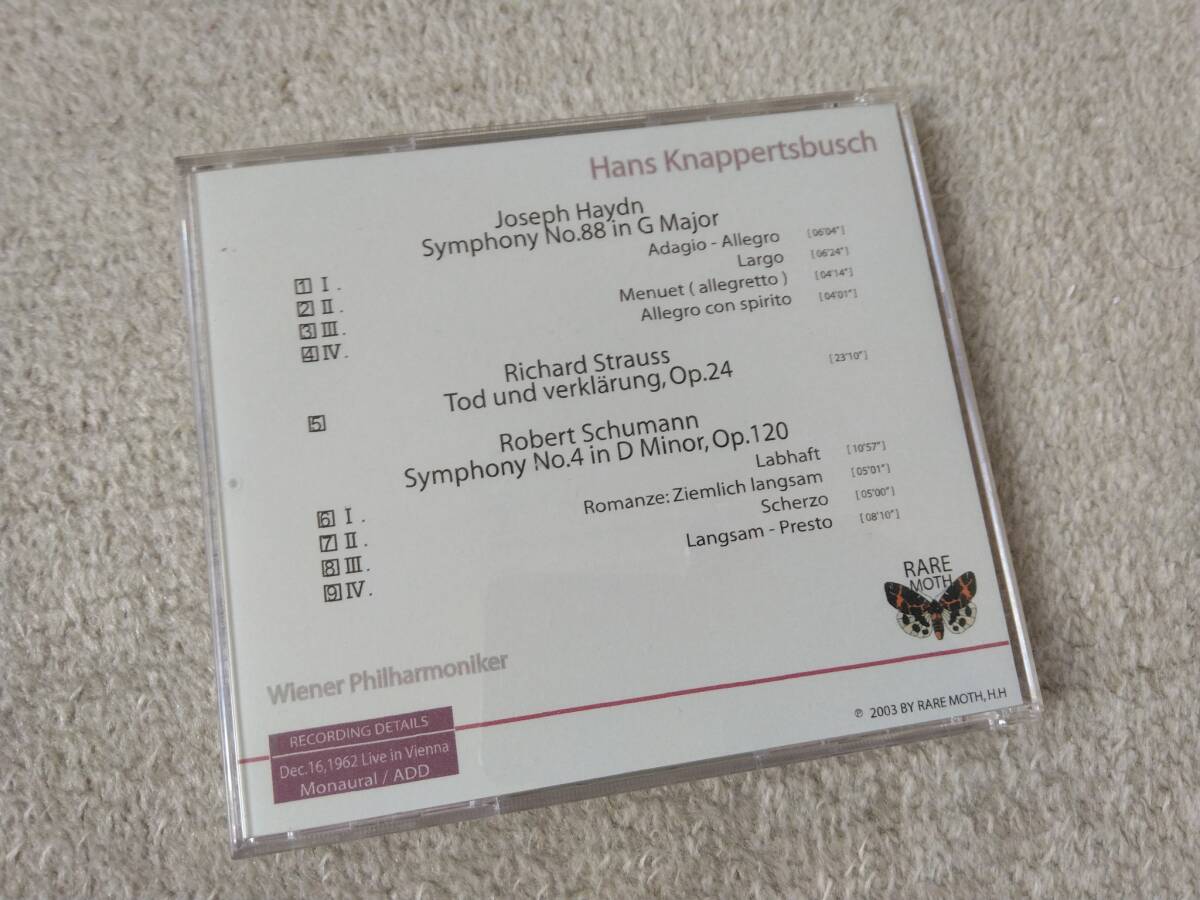 Hans Knappertsbusch
Joseph Haydn
Symphony No.88 in G Major
1 I. Adagio - Allegro [06'04"]
2 II. Largo [06'24"]
3 III. Menuet ( allegretto ) [04'14"]
4 IV. Allegro con spirito [04'01"]
Richard Strauss
5 Tod und verklärung, Op.24 [23'10"]
Robert Schumann
Symphony No.4 in D Minor, Op.120
6 I. Labhaft [10'57"]
7 II. Romanze: Ziemlich langsam [05'01"]
8 III. Scherzo [05'00"]
9 IV. Langsam - Presto [08'10"]
RARE
MOTH
Wiener Philharmoniker
RECORDING DETAILS
Dec.16,1962 Live in Vienna
Monaural / ADD
℗ 2003 BY RARE MOTH, H.H